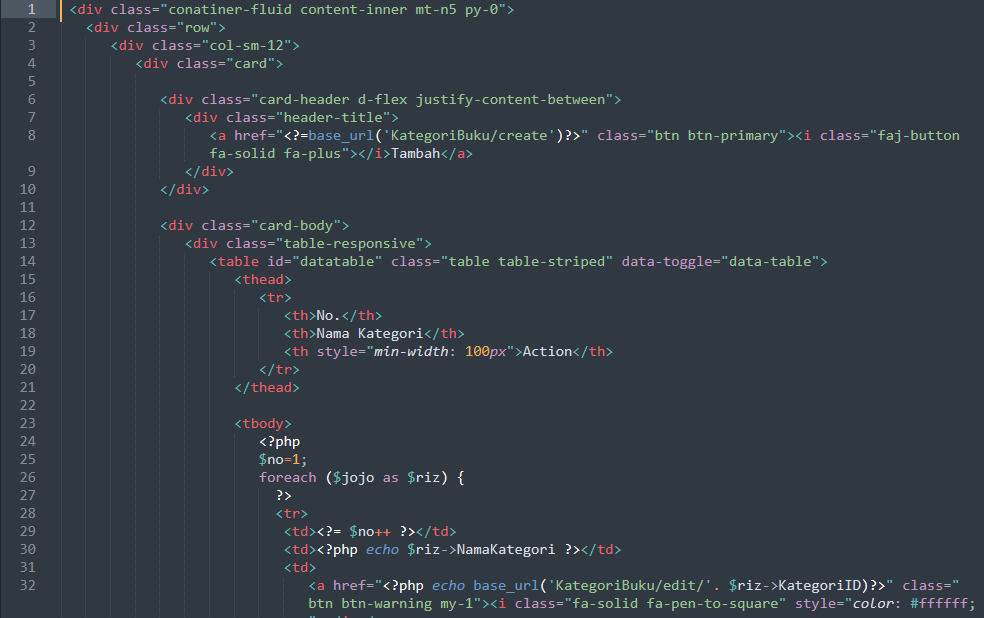 1 <div class="conatiner-fluid content-inner mt-n5 py-0">
2 <div class="row">
3 <div class="col-sm-12">
4 <div class="card">
5
6 <div class="card-header d-flex justify-content-between">
7 <div class="header-title">
8 <a href="<?=base_url('KategoriBuku/create')?>" class="btn btn-primary"><i class="faj-button
fa-solid fa-plus"></i>Tambah</a>
9 </div>
10 </div>
11
12 <div class="card-body">
13 <div class="table-responsive">
14 <table id="datatable" class="table table-striped" data-toggle="data-table">
15 <thead>
16 <tr>
17 <th>No.</th>
18 <th>Nama Kategori</th>
19 <th style="min-width: 100px">Action</th>
20 </tr>
21 </thead>
22
23 <tbody>
24 <?php
25 $no=1;
26 foreach ($jojo as $riz) {
27 ?>
28 <tr>
29 <td><?= $no++ ?></td>
30 <td><?php echo $riz->NamaKategori ?></td>
31 <td>
32 <a href="<?php echo base_url('KategoriBuku/edit/'. $riz->KategoriID)?>" class="
btn btn-warning my-1"><i class="fa-solid fa-pen-to-square" style="color: #ffffff;